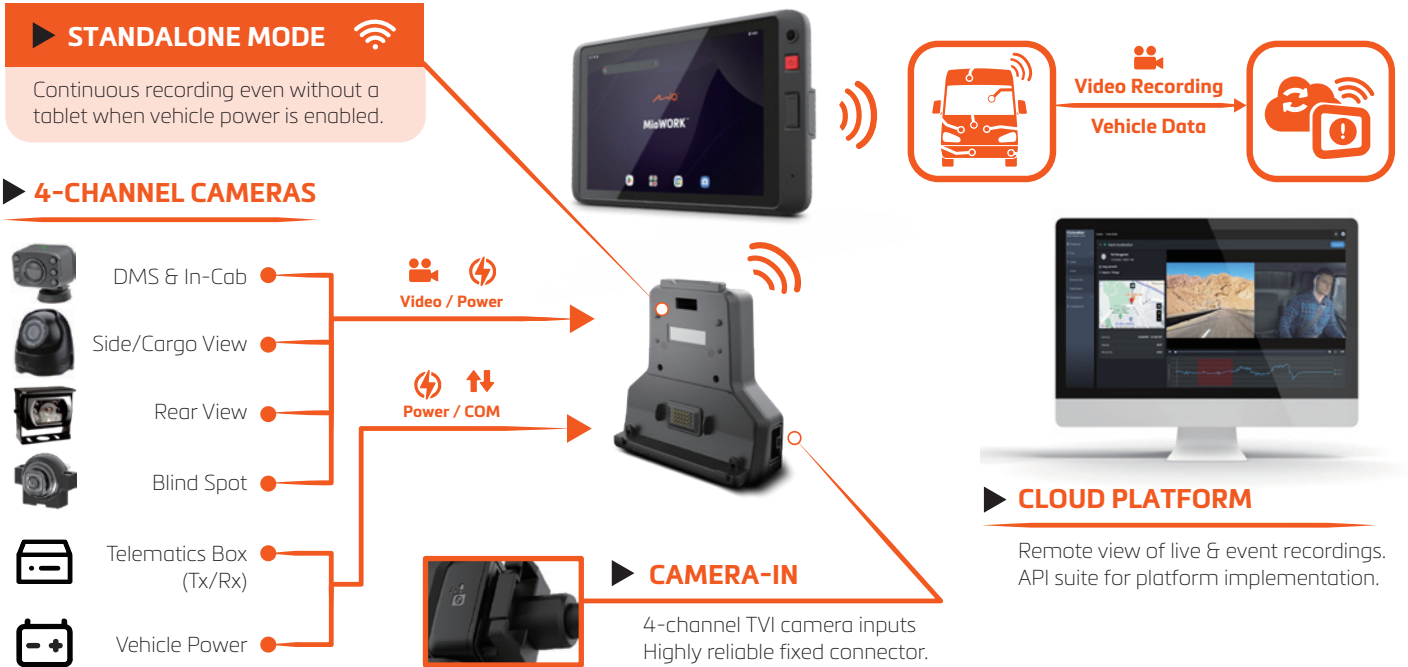 STANDALONE MODE
Continuous recording even without a
tablet when vehicle power is enabled.
Mio
MioWORK™
Video Recording
Vehicle Data
4-CHANNEL CAMERAS
DMS & In-Cab
Side/Cargo View
Rear View
Blind Spot
Telematics Box
(Tx/Rx)
Vehicle Power
Video / Power
Power / COM
CAMERA-IN
4-channel TVI camera inputs
Highly reliable fixed connector.
CLOUD PLATFORM
Remote view of live & event recordings.
API suite for platform implementation.